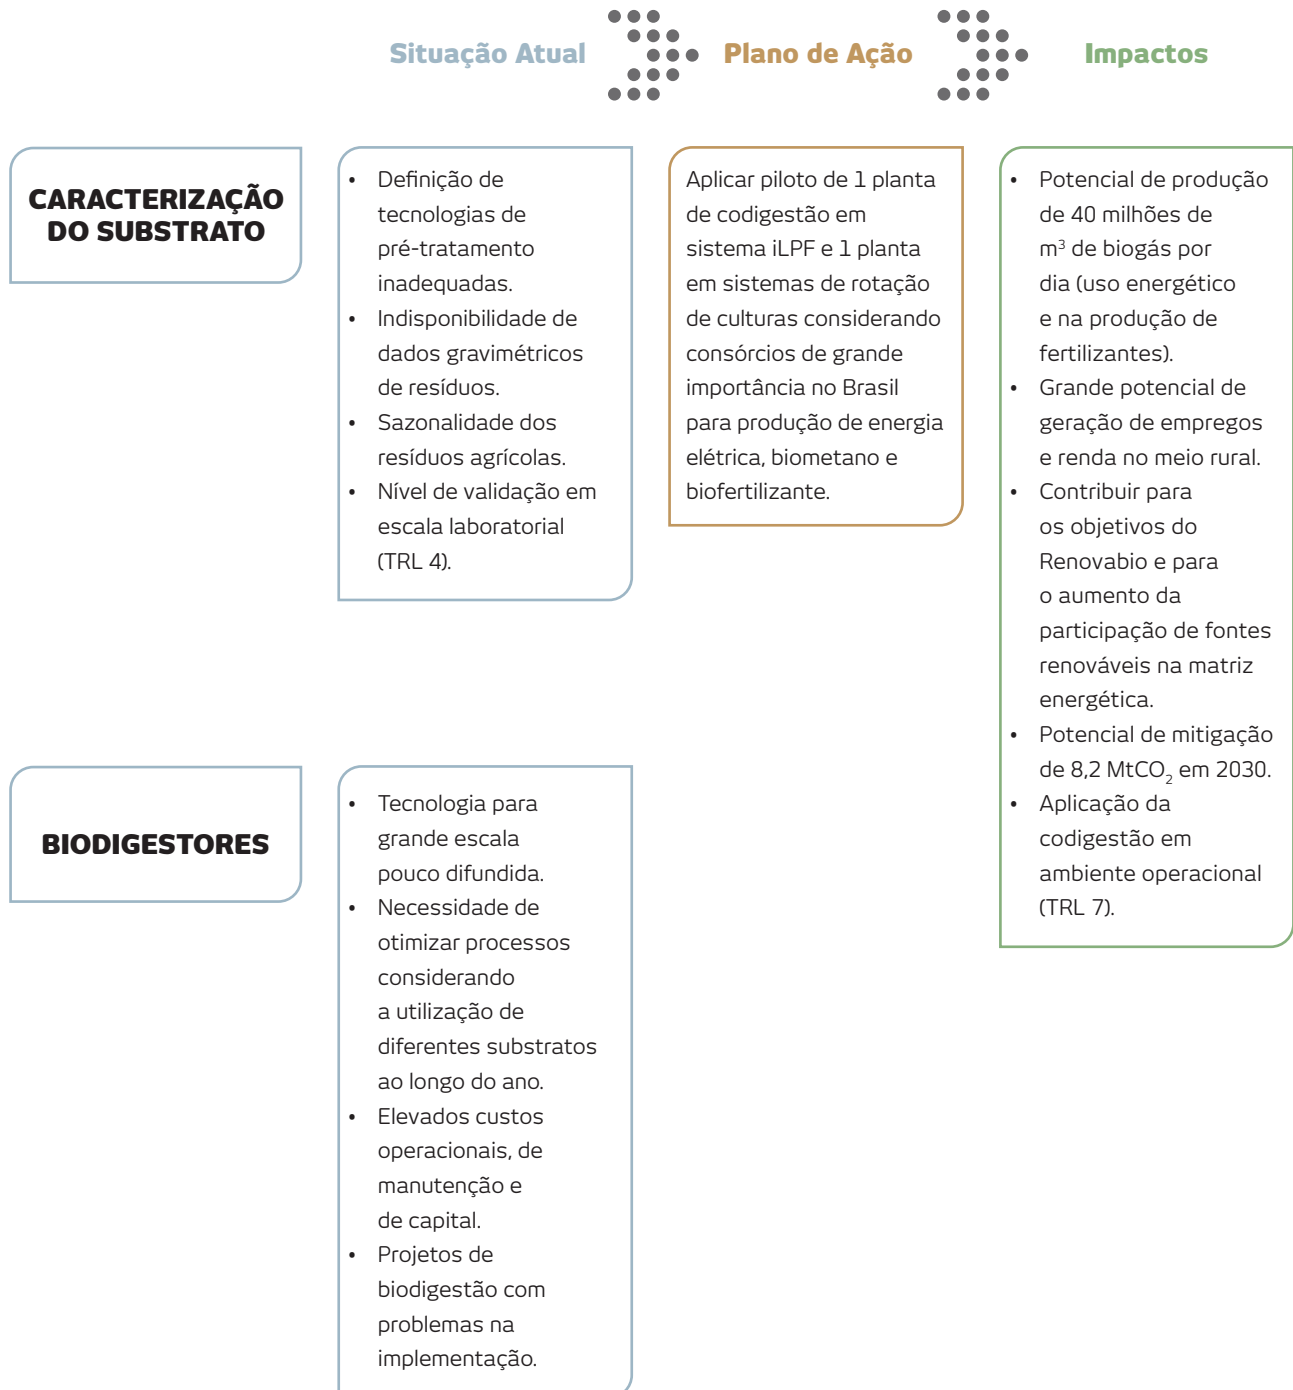 Situação Atual
Plano de Ação
Impactos
CARACTERIZAÇÃO
DO SUBSTRATO
• Definição de
tecnologias de
pré-tratamento
inadequadas.
• Indisponibilidade de
dados gravimétricos
de resíduos.
• Sazonalidade dos
resíduos agrícolas.
• Nível de validação em
escala laboratorial
(TRL 4).
Aplicar piloto de 1 planta
de codigestão em
sistema iLPF e 1 planta
em sistemas de rotação
de culturas considerando
consórcios de grande
importância no Brasil
para produção de energia
elétrica, biometano e
biofertilizante.
• Potencial de produção
de 40 milhões de
m³ de biogás por
dia (uso energético
e na produção de
fertilizantes).
• Grande potencial de
geração de empregos
e renda no meio rural.
• Contribuir para
os objetivos do
Renovabio e para
o aumento da
participação de fontes
renováveis na matriz
energética.
• Potencial de mitigação
de 8,2 MtCO₂ em 2030.
• Aplicação da
codigestão em
ambiente operacional
(TRL 7).
BIODIGESTORES
• Tecnologia para
grande escala
pouco difundida.
• Necessidade de
otimizar processos
considerando
a utilização de
diferentes substratos
ao longo do ano.
• Elevados custos
operacionais, de
manutenção e
de capital.
• Projetos de
biodigestão com
problemas na
implementação.